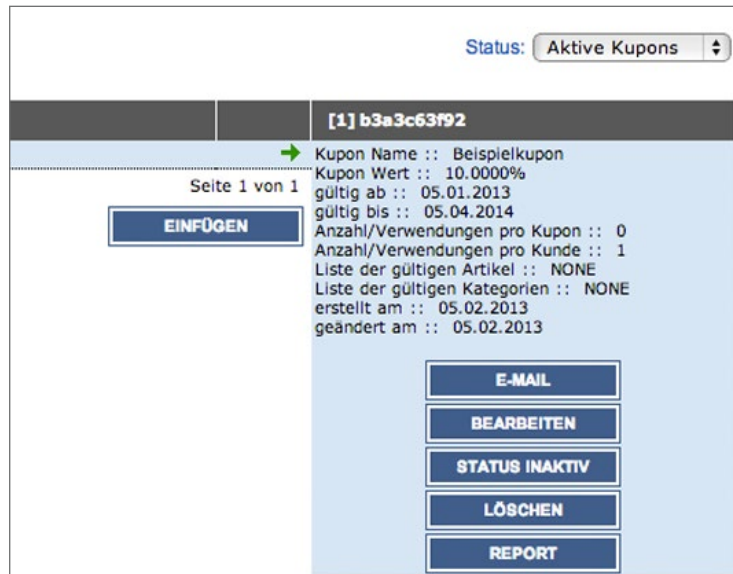 Status: Aktive Kupons
[1] b3a3c63f92
Kupon Name :: Beispielkupon
Kupon Wert :: 10.0000%
Seite 1 von 1
gültig ab :: 05.01.2013
gültig bis :: 05.04.2014
EINFÜGEN
Anzahl/Verwendungen pro Kupon :: 0
Anzahl/Verwendungen pro Kunde :: 1
Liste der gültigen Artikel :: NONE
Liste der gültigen Kategorien :: NONE
erstellt am :: 05.02.2013
geändert am :: 05.02.2013
E-MAIL
BEARBEITEN
STATUS INAKTIV
LÖSCHEN
REPORT